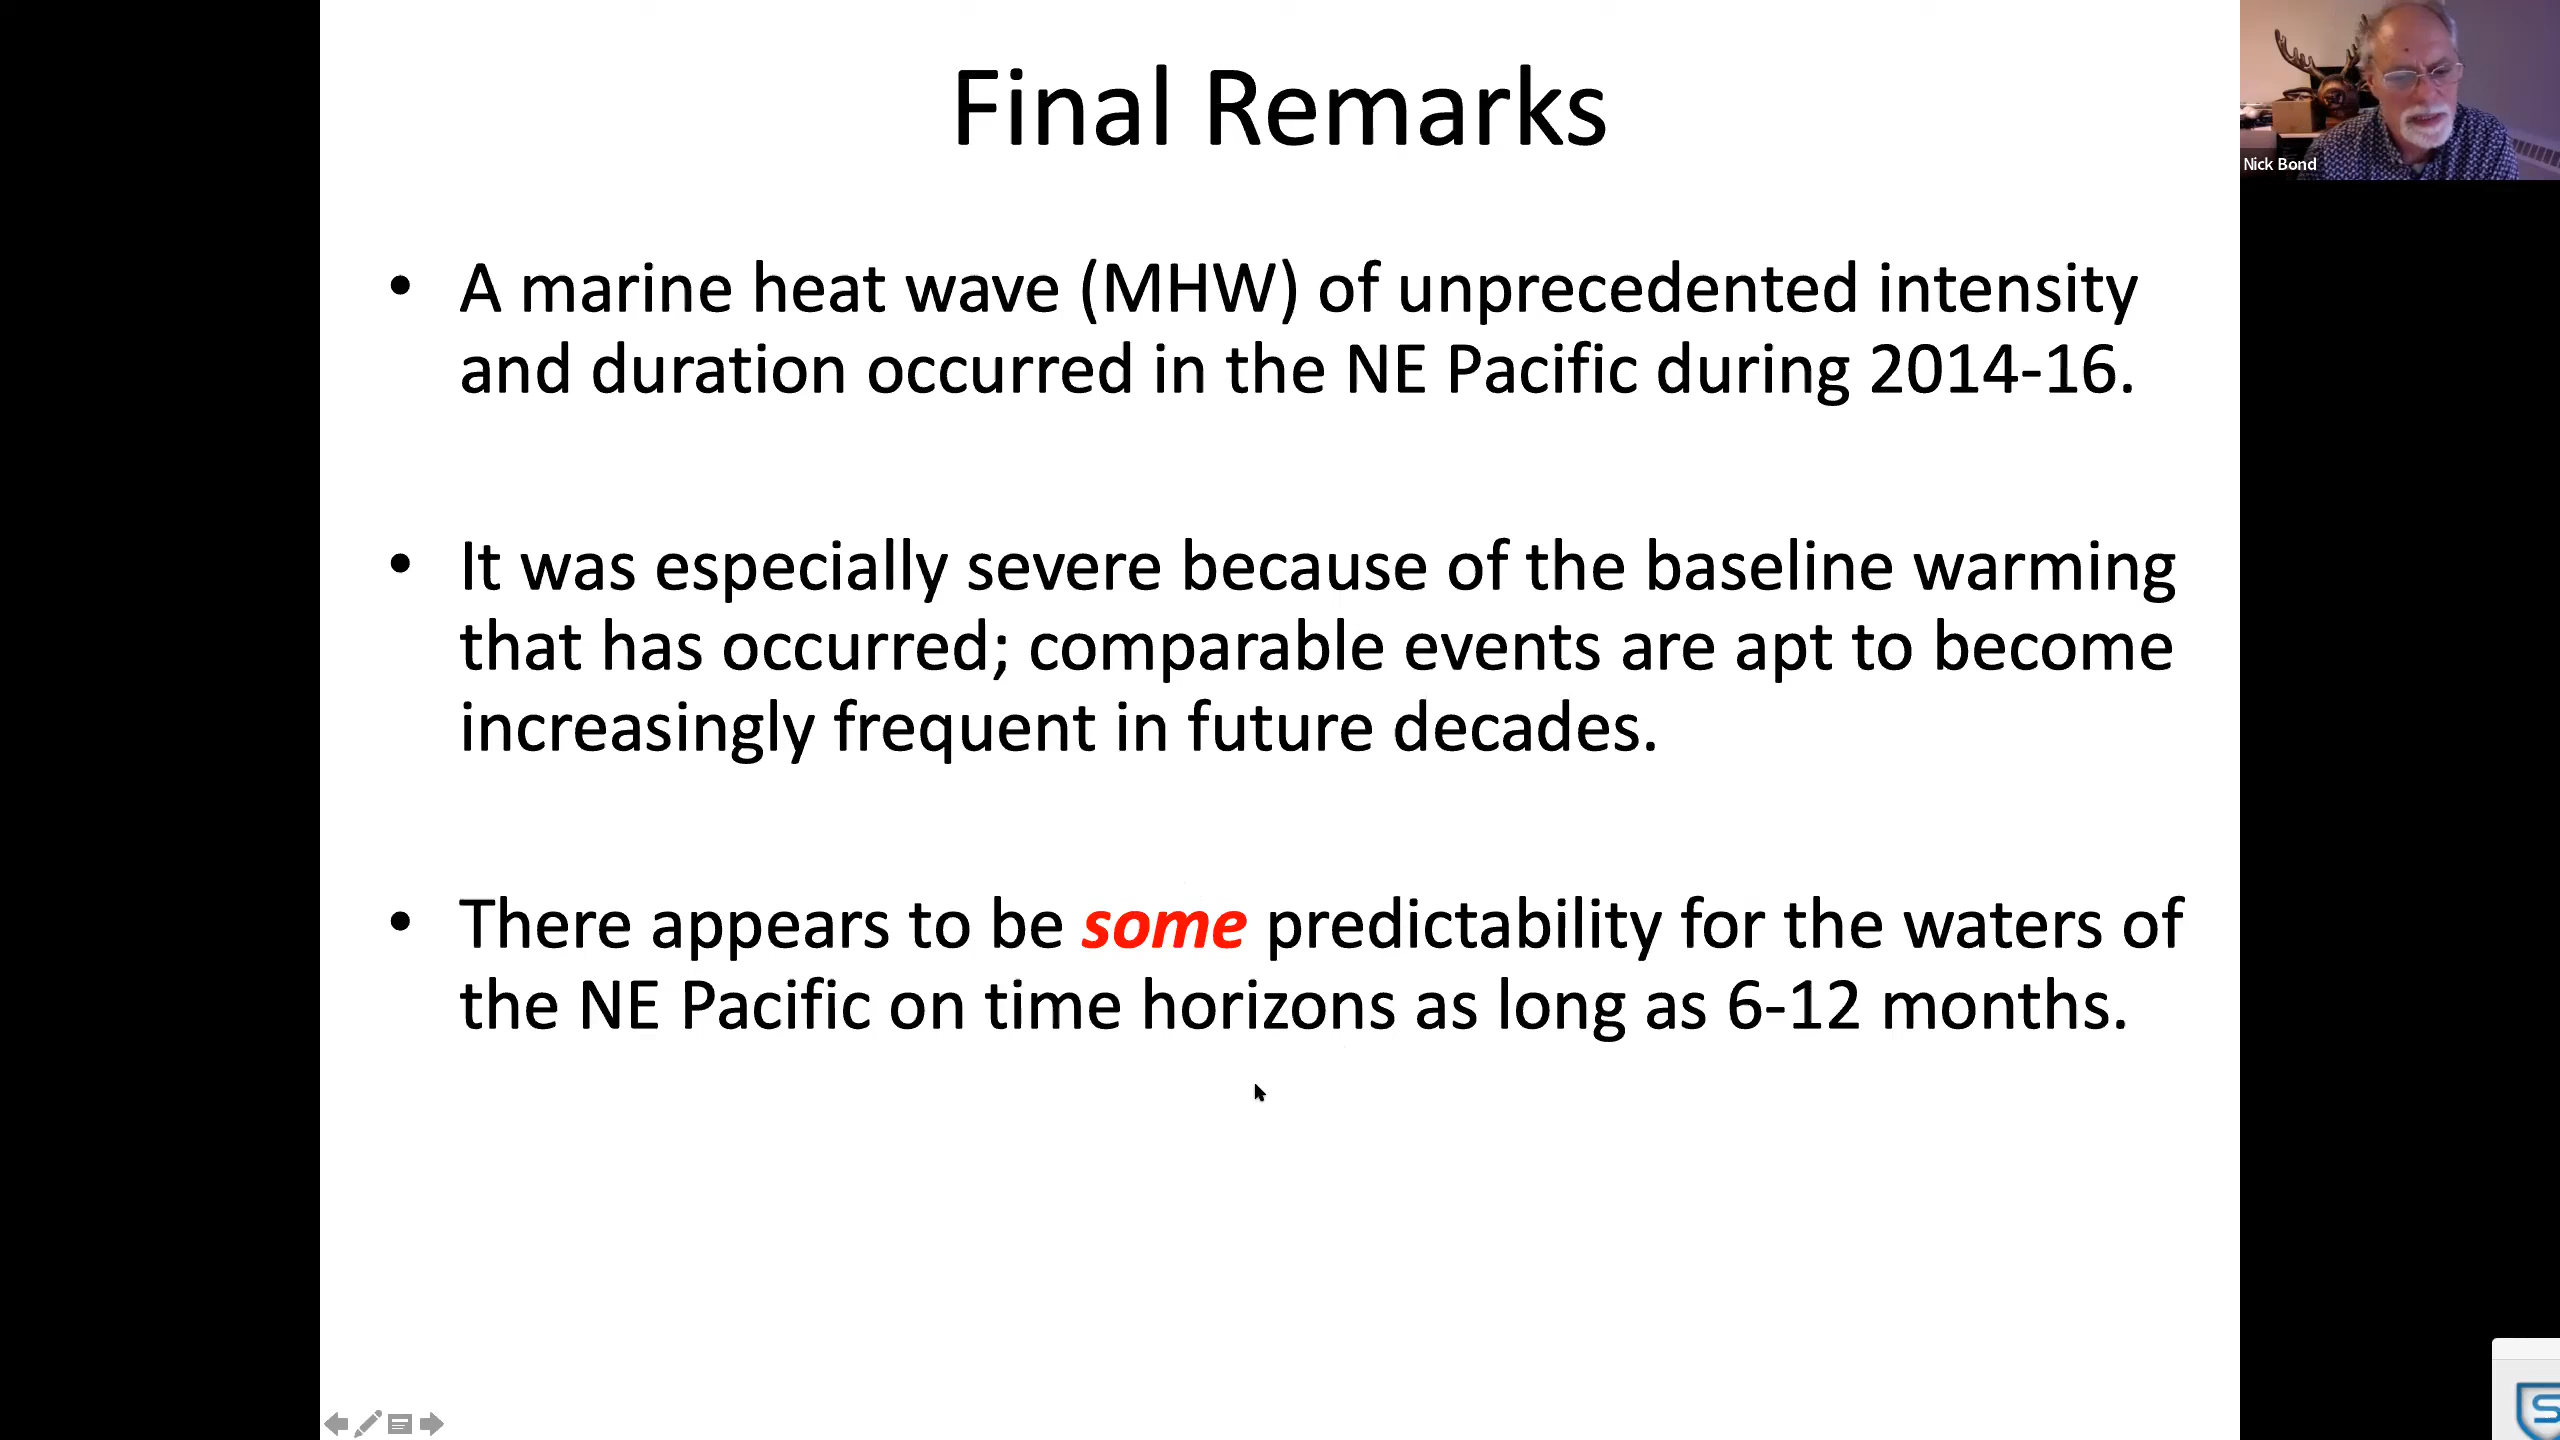 Final Remarks
Nick Bond
• A marine heat wave (MHW) of unprecedented intensity
and duration occurred in the NE Pacific during 2014-16.
• It was especially severe because of the baseline warming
that has occurred; comparable events are apt to become
increasingly frequent in future decades.
• There appears to be some predictability for the waters of
the NE Pacific on time horizons as long as 6-12 months.
S